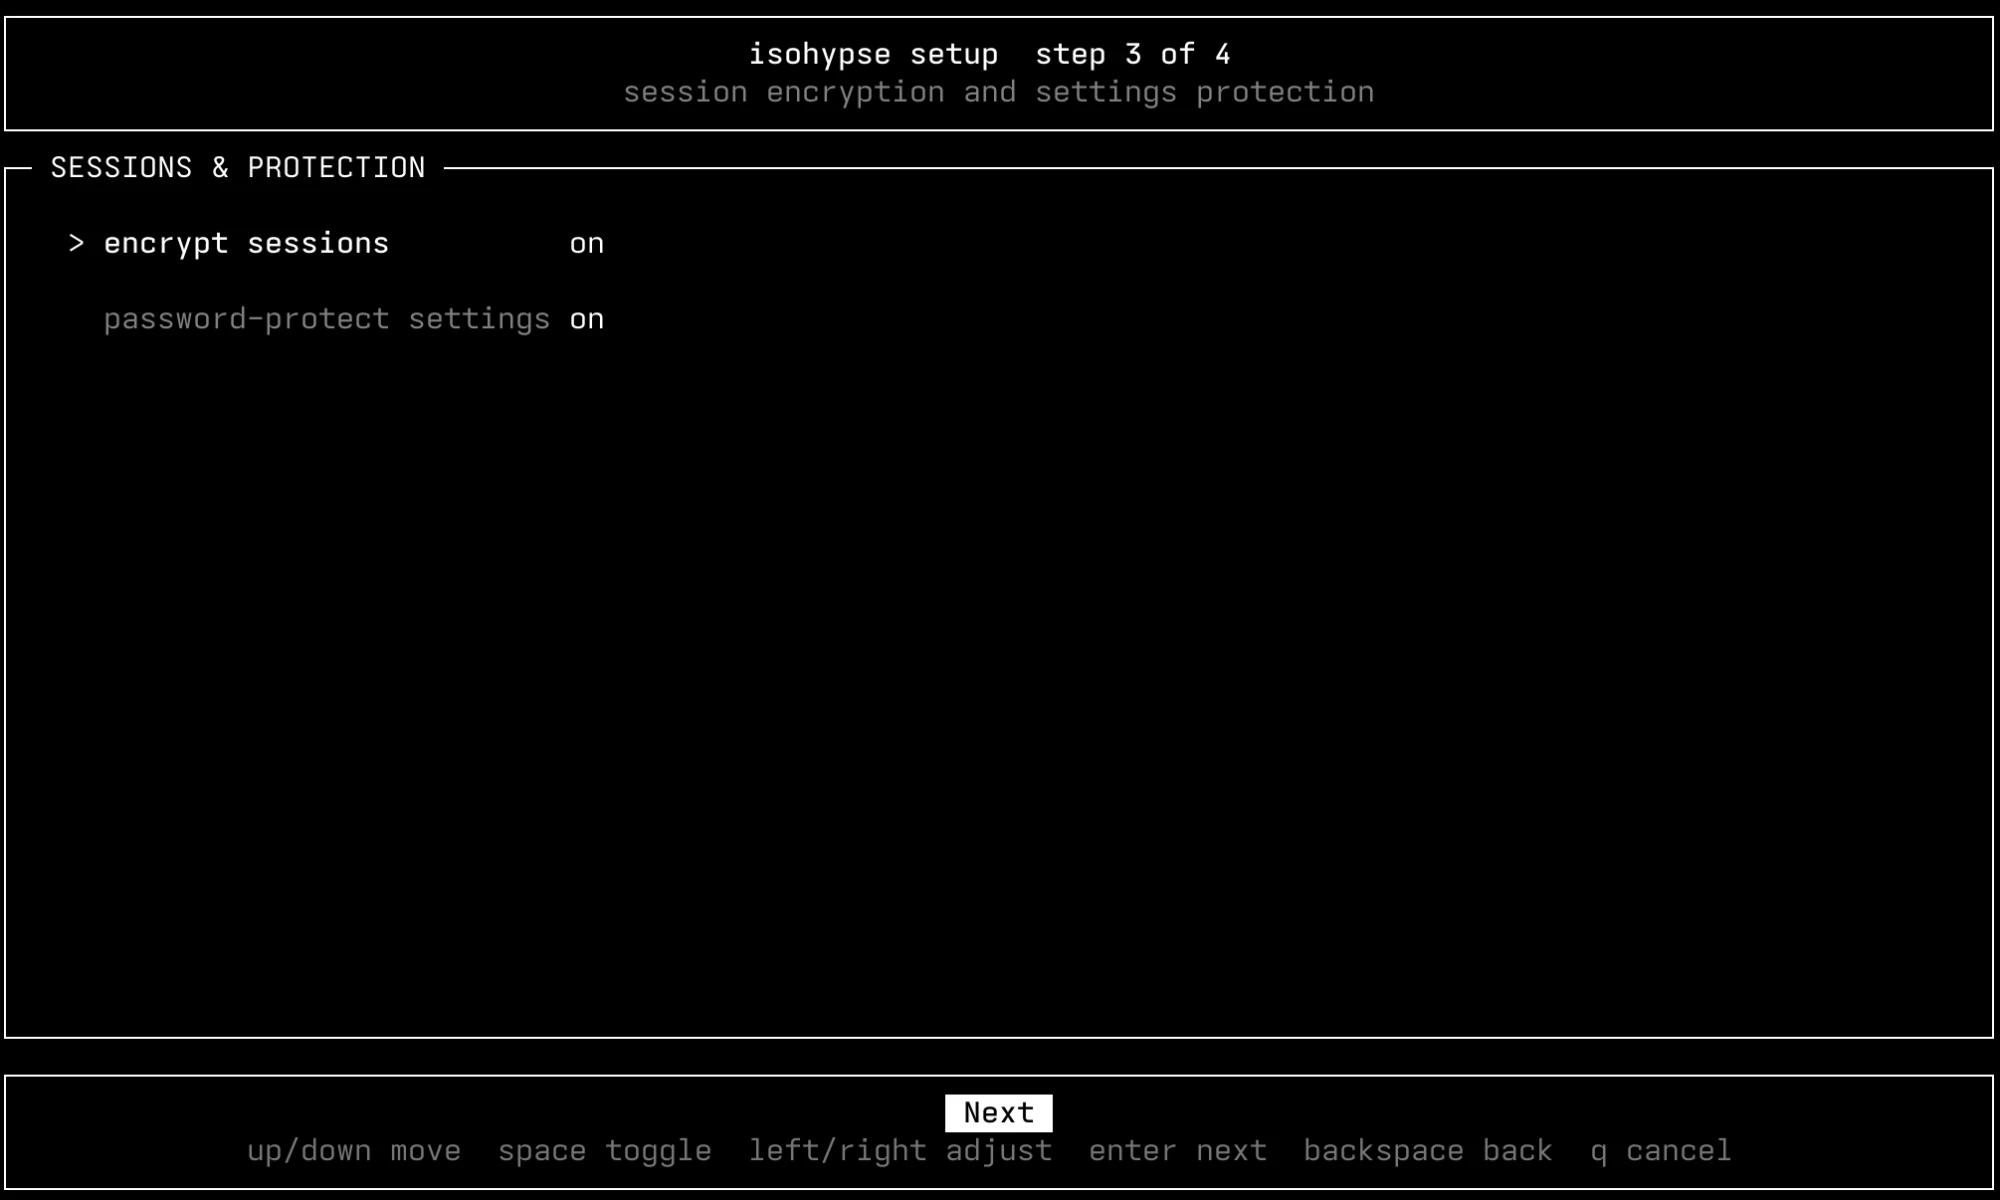 isohypse setup  step 3 of 4
session encryption and settings protection
SESSIONS & PROTECTION
> encrypt sessions          on
password-protect settings on
Next
up/down move  space toggle  left/right adjust  enter next  backspace back  q cancel